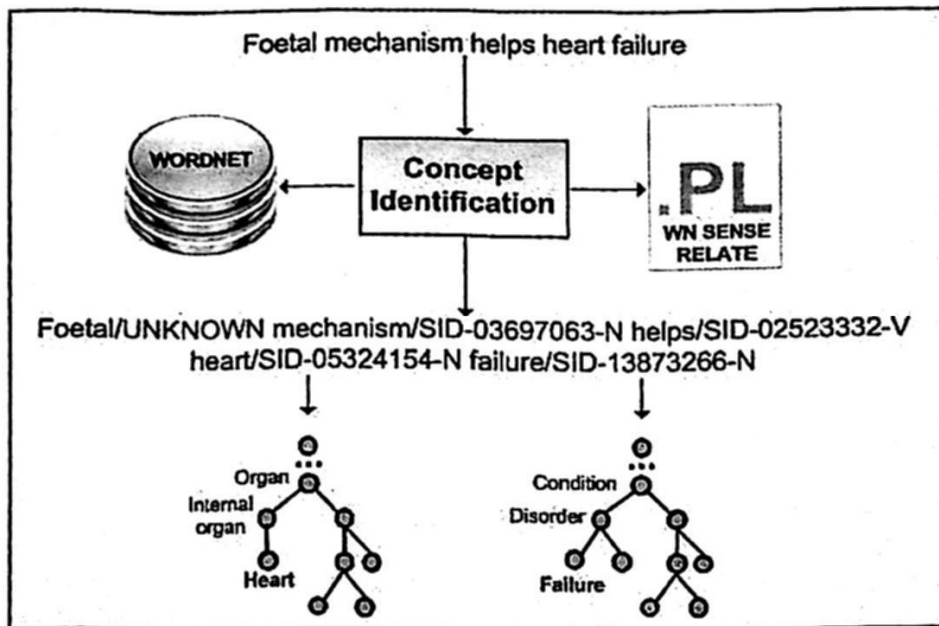 Foetal mechanism helps heart failure
WORDNET
Concept
Identification
.PL
WN SENSE
RELATE
Foetal/UNKNOWN mechanism/SID-03697063-N helps/SID-02523332-V
heart/SID-05324154-N failure/SID-13873266-N
Organ
Internal
organ
Heart
Condition
Disorder
Failure